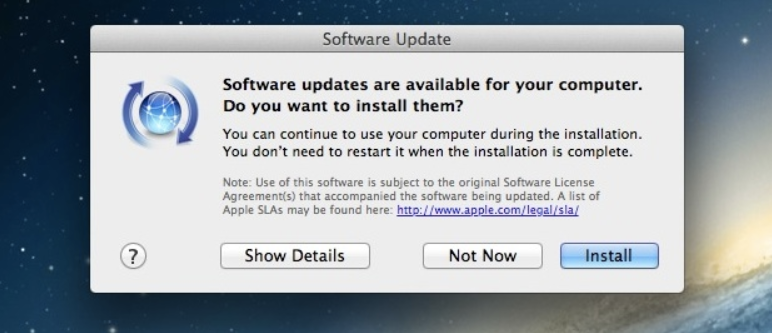 Software Update
Software updates are available for your computer.
Do you want to install them?
You can continue to use your computer during the installation.
You don't need to restart it when the installation is complete.
Note: Use of this software is subject to the original Software License
Agreement(s) that accompanied the software being updated. A list of
Apple SLAs may be found here: http://www.apple.com/legal/sla/
? Show Details Not Now Install